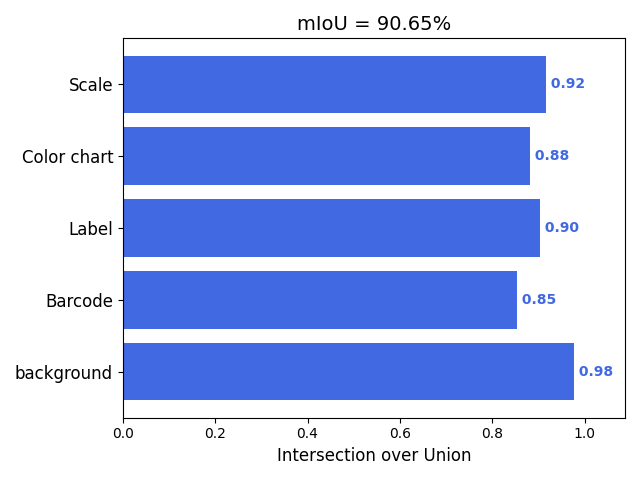 mIoU = 90.65%
Scale 0.92
Color chart 0.88
Label 0.90
Barcode 0.85
background 0.98
0.0 0.2 0.4 0.6 0.8 1.0
Intersection over Union